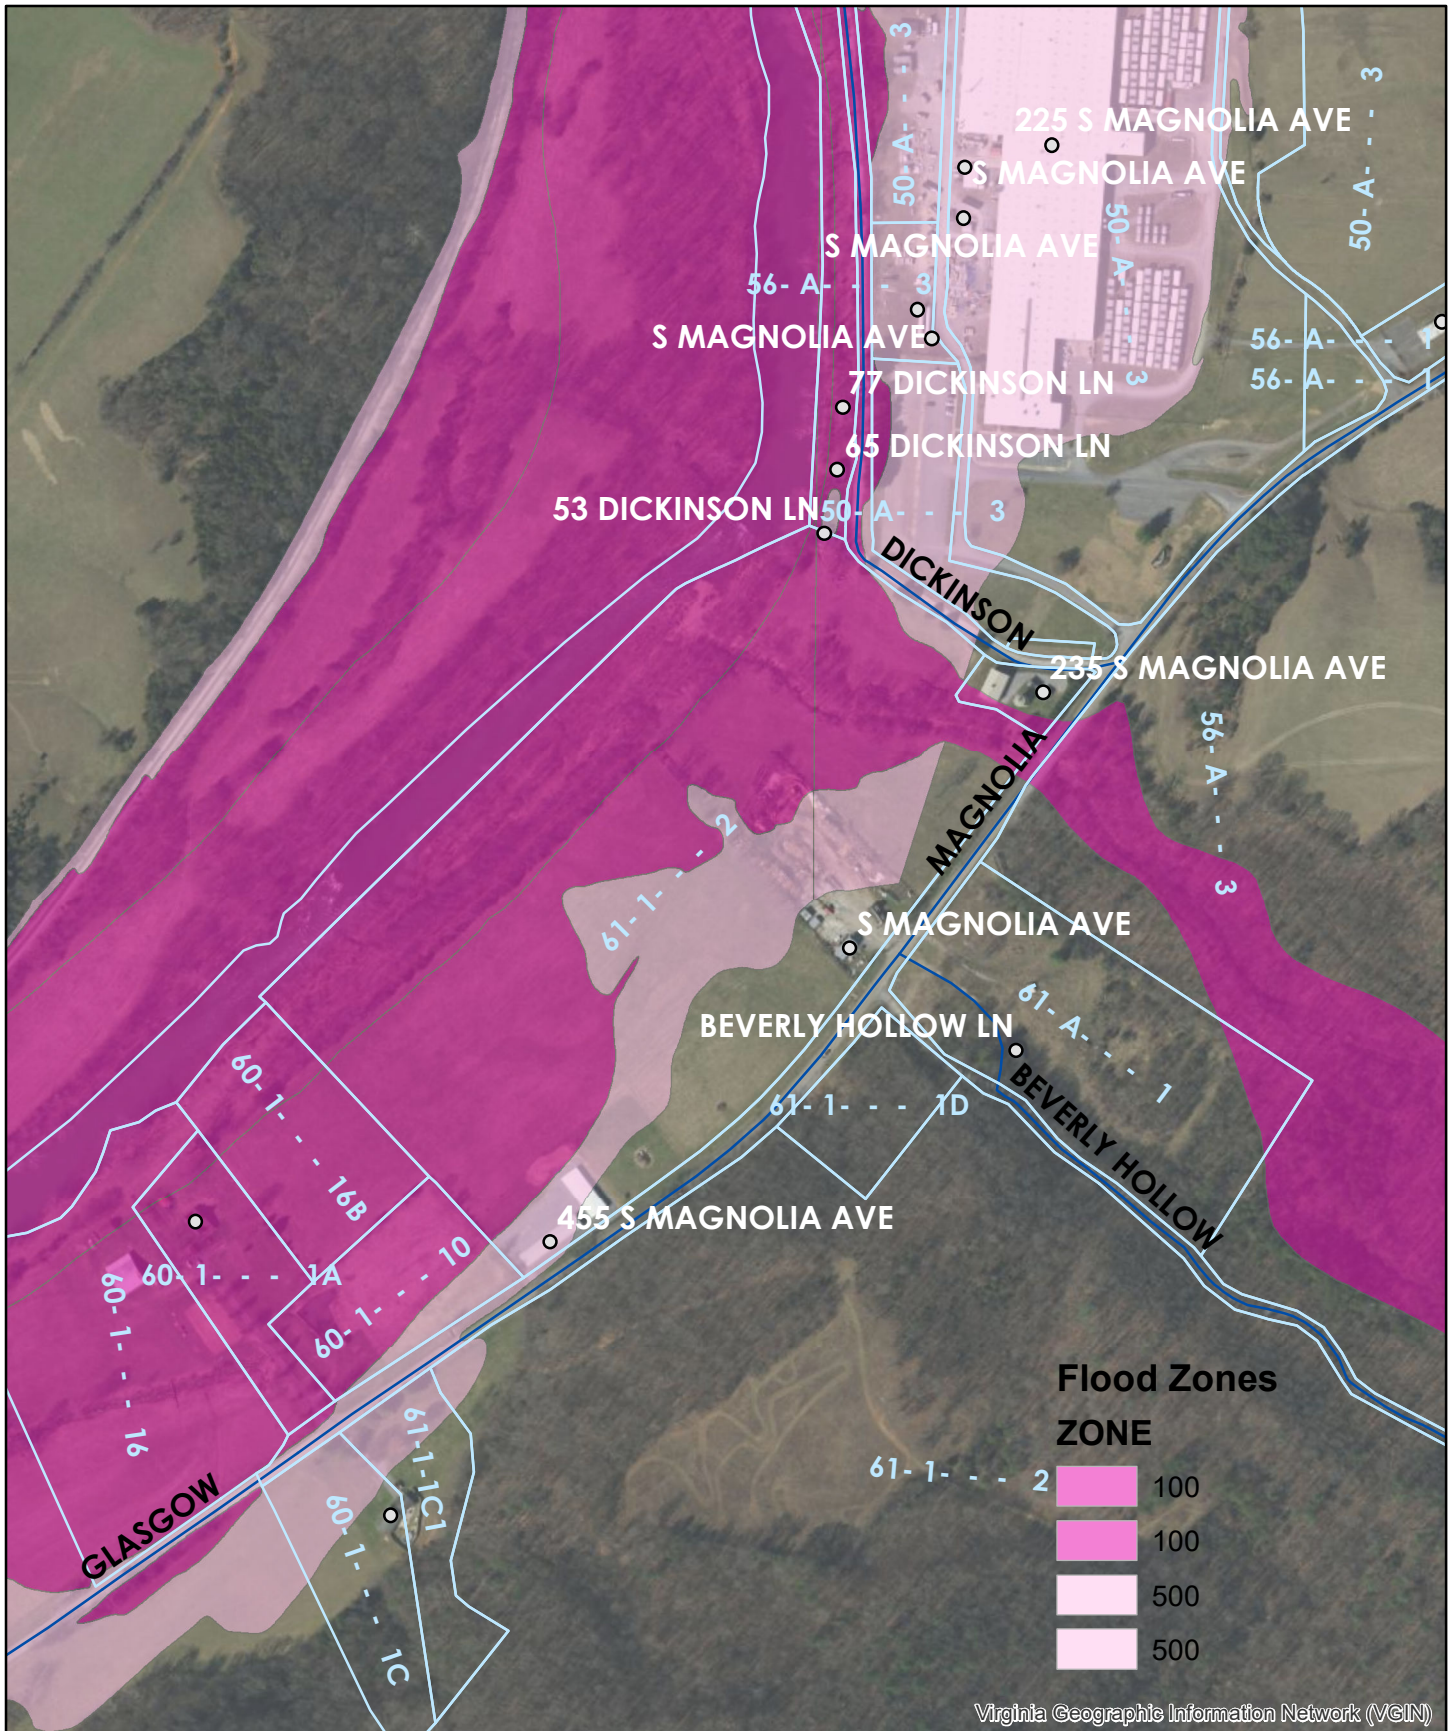 50- A- - - 3
225 S MAGNOLIA AVE
50- A- - - 3
S MAGNOLIA AVE
50- A- - - 3
S MAGNOLIA AVE
56- A- - - 3
S MAGNOLIA AVE
56- A- - - 1
56- A- - - 1
77 DICKINSON LN
65 DICKINSON LN
53 DICKINSON LN
50- A- - - 3
DICKINSON
235 S MAGNOLIA AVE
MAGNOLIA
56- A- - - 3
61- 1- - - 2
S MAGNOLIA AVE
BEVERLY HOLLOW LN
61- A- - - 1
61- 1- - - 1D
BEVERLY HOLLOW
60- 1- - - 16B
455 S MAGNOLIA AVE
60- 1- - - 1A
60- 1- - - 10
60- 1- - - 16
61-1-1C1
GLASGOW
60- 1- - - 1C
61- 1- - - 2
Flood Zones
ZONE
100
100
500
500
Virginia Geographic Information Network (VGIN)